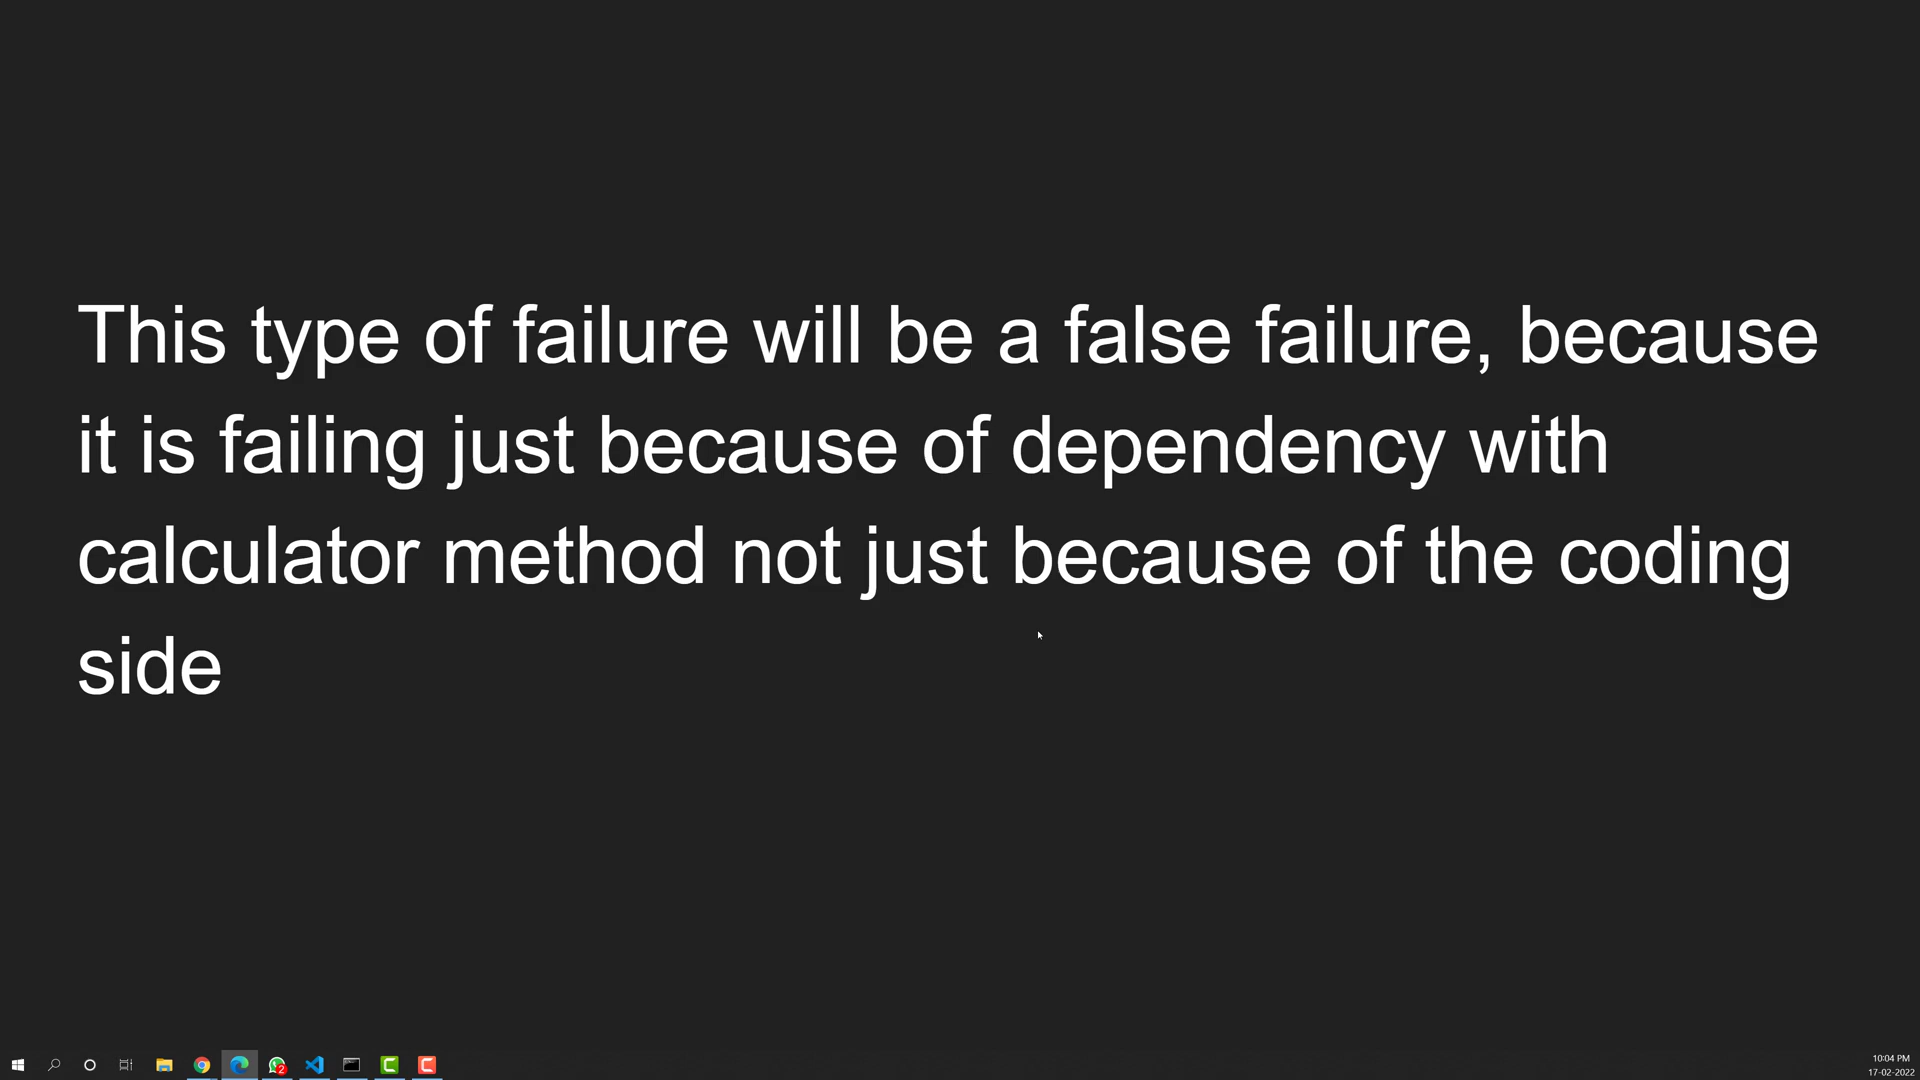 This type of failure will be a false failure, because
it is failing just because of dependency with
calculator method not just because of the coding
side
2
10:04 PM
17-02-2022